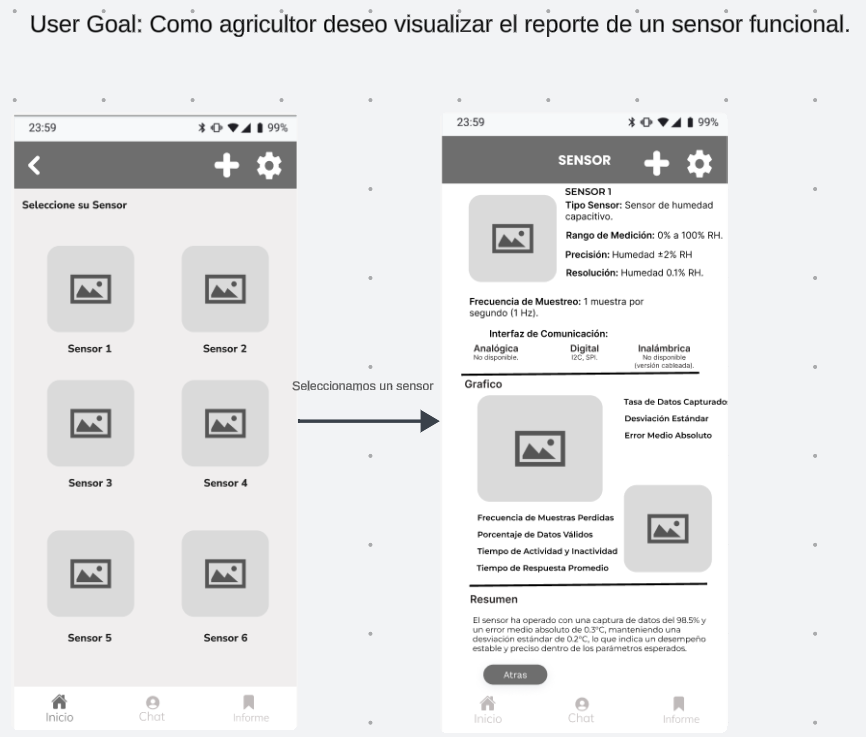 User Goal: Como agricultor deseo visualizar el reporte de un sensor funcional.
23:59
99%
Seleccione su Sensor
Sensor 1
Sensor 2
Sensor 3
Sensor 4
Sensor 5
Sensor 6
Inicio
Chat
Informe
Seleccionamos un sensor
23:59
99%
SENSOR
SENSOR 1
Tipo Sensor: Sensor de humedad
capacitivo.
Rango de Medición: 0% a 100% RH.
Precisión: Humedad ±2% RH
Resolución: Humedad 0.1% RH.
Frecuencia de Muestreo: 1 muestra por
segundo (1 Hz).
Interfaz de Comunicación:
Analógica
No disponible.
Digital
I2C, SPI.
Inalámbrica
No disponible
(versión cableada).
Grafico
Tasa de Datos Capturados
Desviación Estándar
Error Medio Absoluto
Frecuencia de Muestras Perdidas
Porcentaje de Datos Válidos
Tiempo de Actividad y Inactividad
Tiempo de Respuesta Promedio
Resumen
El sensor ha operado con una captura de datos del 98.5% y
un error medio absoluto de 0.3°C, manteniendo una
desviación estándar de 0.2°C, lo que indica un desempeño
estable y preciso dentro de los parámetros esperados.
Atras
Inicio
Chat
Informe